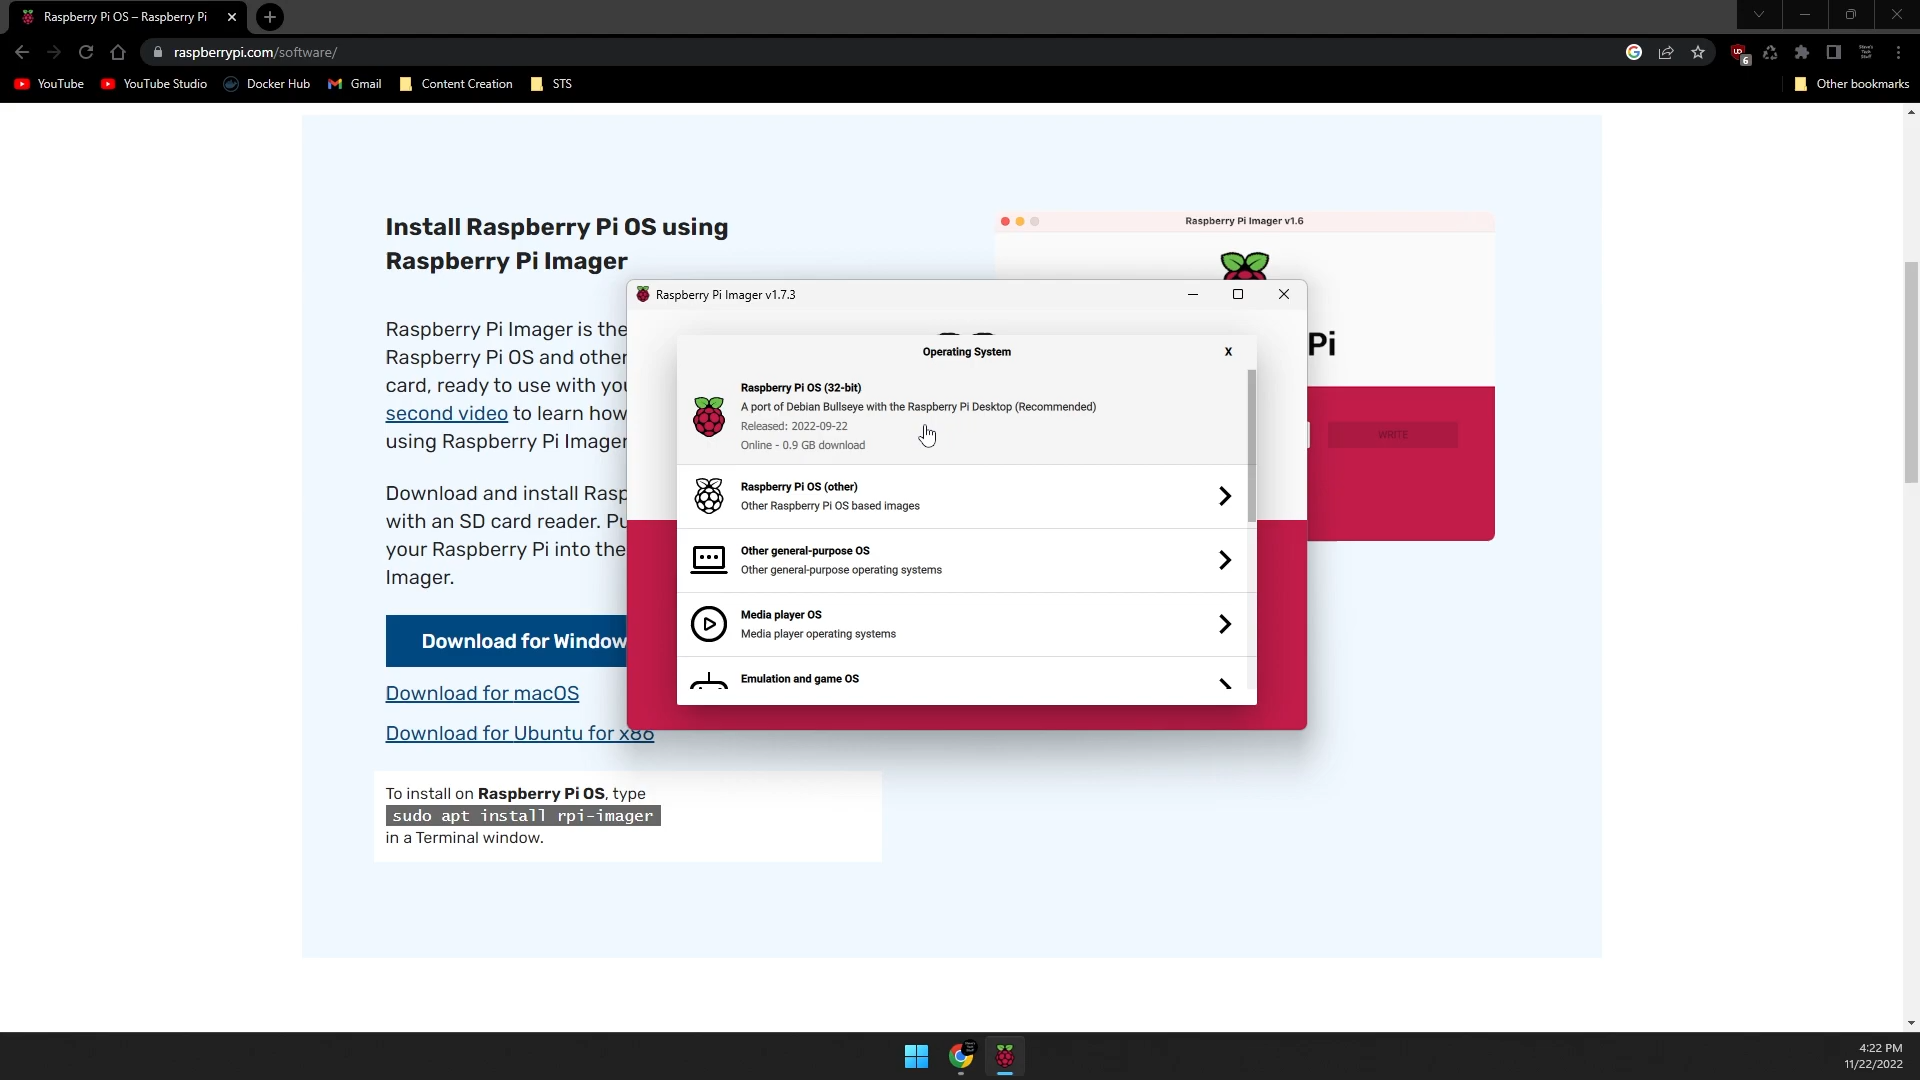 Raspberry Pi OS – Raspberry Pi
raspberrypi.com/software/
6
YouTube
YouTube Studio
Docker Hub
Gmail
Content Creation
STS
Other bookmarks
Install Raspberry Pi OS using
Raspberry Pi Imager
Raspberry Pi Imager is the
Raspberry Pi OS and other
card, ready to use with you
second video to learn how
using Raspberry Pi Imager
Download and install Rasp
with an SD card reader. Pu
your Raspberry Pi into the
Imager.
Download for Window
Download for macOS
Download for Ubuntu for x86
To install on Raspberry Pi OS, type
sudo apt install rpi-imager
in a Terminal window.
Raspberry Pi Imager v1.6
Pi
WRITE
Raspberry Pi Imager v1.7.3
Operating System
X
Raspberry Pi OS (32-bit)
A port of Debian Bullseye with the Raspberry Pi Desktop (Recommended)
Released: 2022-09-22
Online - 0.9 GB download
Raspberry Pi OS (other)
Other Raspberry Pi OS based images
Other general-purpose OS
Other general-purpose operating systems
Media player OS
Media player operating systems
Emulation and game OS
4:22 PM
11/22/2022